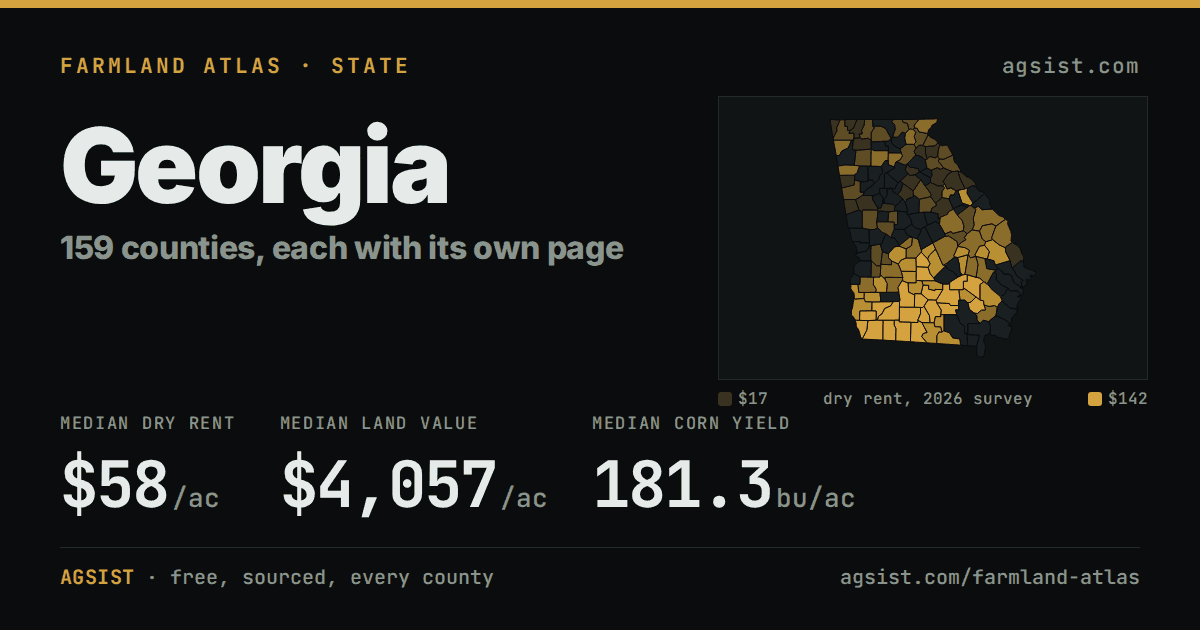 FARMLAND ATLAS · STATE
agsist.com
Georgia
159 counties, each with its own page
$17
dry rent, 2026 survey
$142
MEDIAN DRY RENT
MEDIAN LAND VALUE
MEDIAN CORN YIELD
$58/ac
$4,057/ac
181.3bu/ac
AGSIST · free, sourced, every county
agsist.com/farmland-atlas